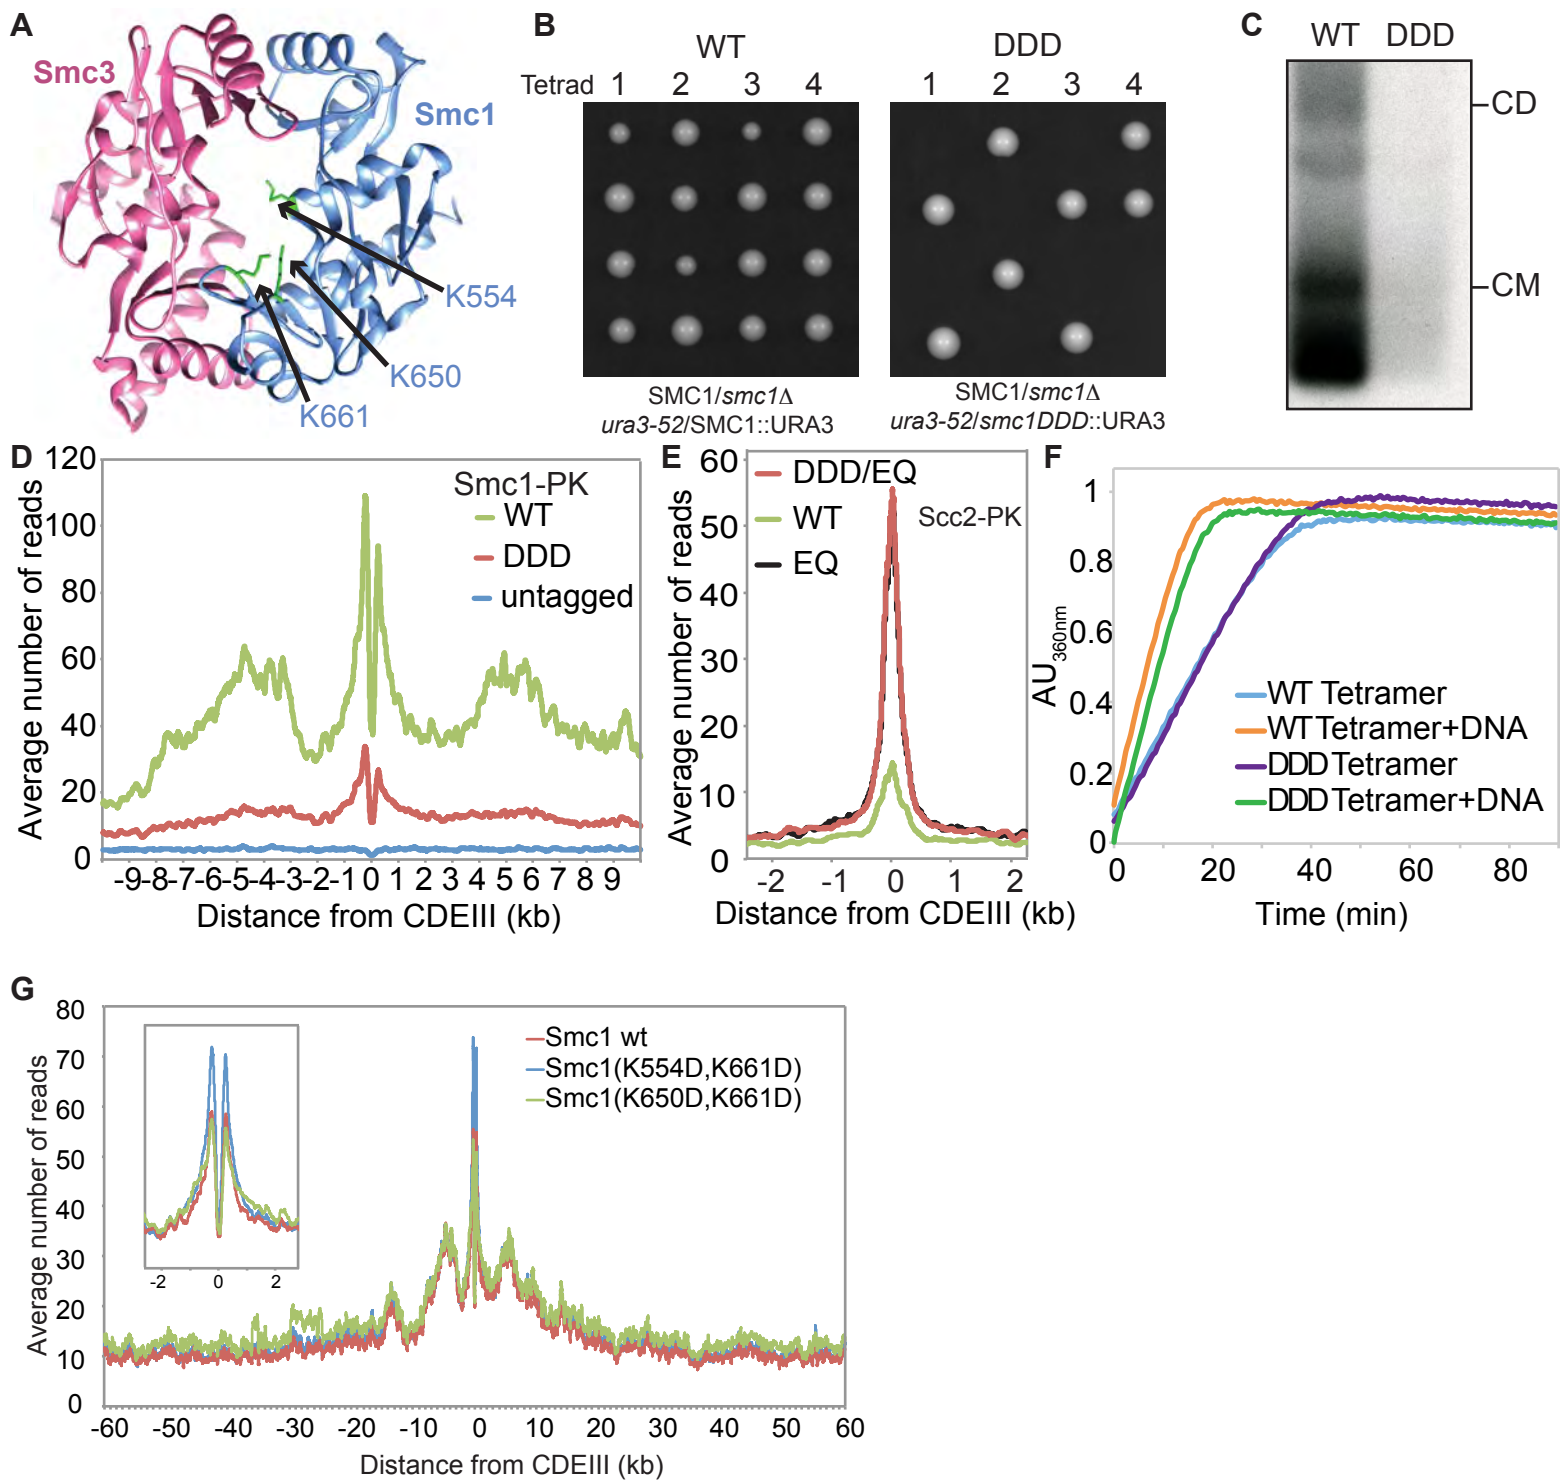 A
Smc3
Smc1
K554
K650
K661
B
WT
DDD
Tetrad 1 2 3 4
1 2 3 4
SMC1/smc1Δ
ura3-52/SMC1::URA3
SMC1/smc1Δ
ura3-52/smc1DDD::URA3
C
WT DDD
CD
CM
D
Average number of reads
120
100
80
60
40
20
0
Smc1-PK
WT
DDD
untagged
-9-8-7-6-5-4-3-2-1 0 1 2 3 4 5 6 7 8 9
Distance from CDEIII (kb)
E
Average number of reads
60
50
40
30
20
10
0
DDD/EQ
WT
EQ
Scc2-PK
-2 -1 0 1 2
Distance from CDEIII (kb)
F
AU360nm
1
0.8
0.6
0.4
0.2
0
WT Tetramer
WT Tetramer+DNA
DDD Tetramer
DDD Tetramer+DNA
0 20 40 60 80
Time (min)
G
Average number of reads
80
70
60
50
40
30
20
10
0
-2 0 2
Smc1 wt
Smc1(K554D,K661D)
Smc1(K650D,K661D)
-60 -50 -40 -30 -20 -10 0 10 20 30 40 50 60
Distance from CDEIII (kb)